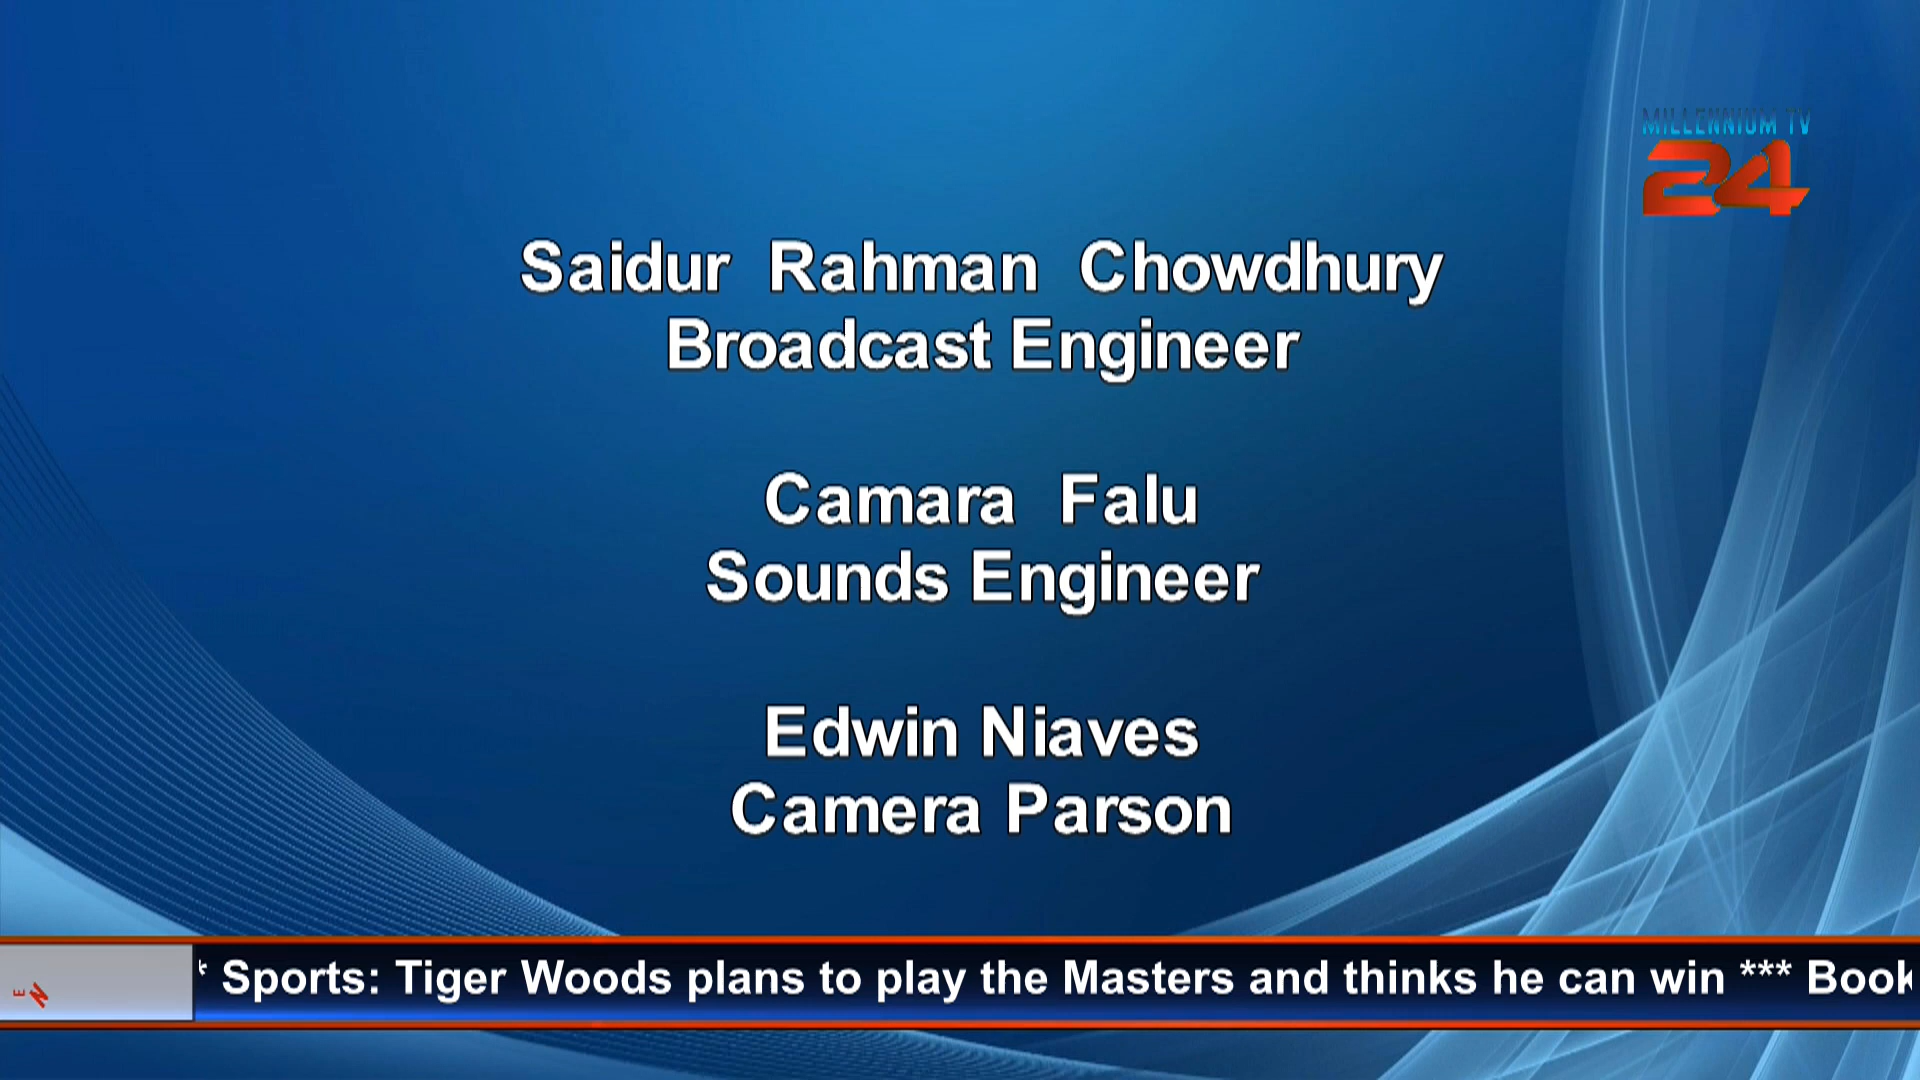 MILLENNIUM TV
24
Saidur Rahman Chowdhury
Broadcast Engineer
Camara Falu
Sounds Engineer
Edwin Niaves
Camera Parson
* Sports: Tiger Woods plans to play the Masters and thinks he can win *** Book